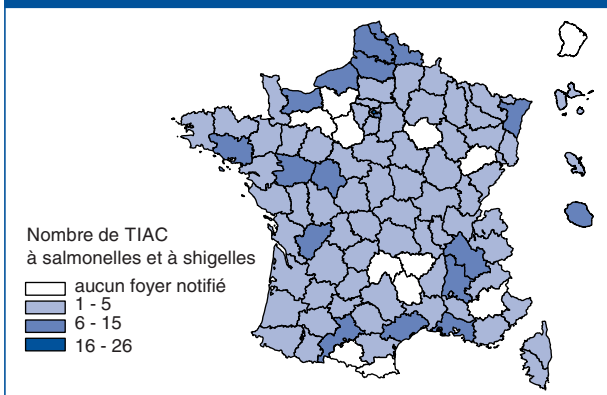 Nombre de TIAC
à salmonelles et à shigelles
aucun foyer notifié
1 - 5
6 - 15
16 - 26